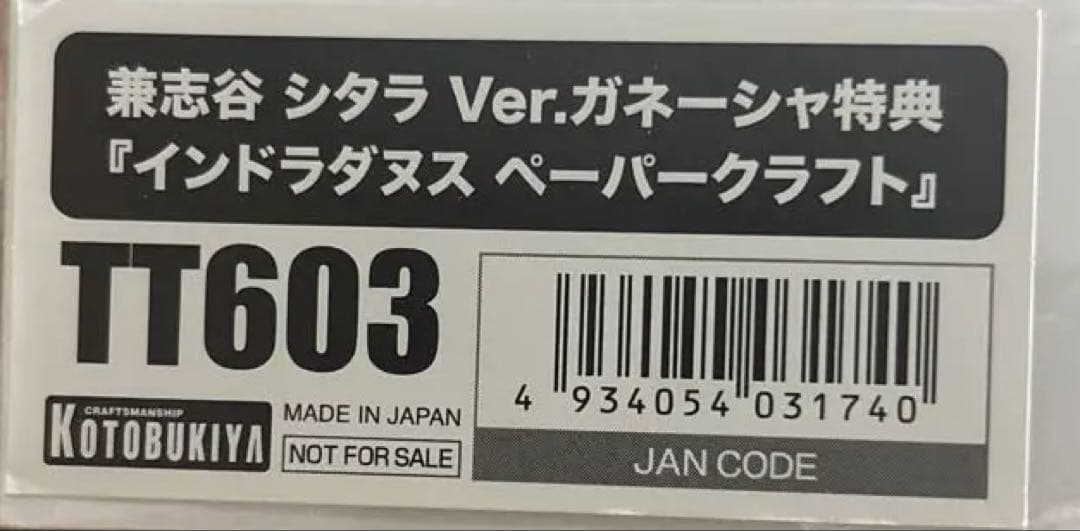 兼志谷 シタラ Ver.ガネーシャ特典
『インドラダヌス ペーパークラフト』
TT603
CRAFTSMANSHIP
KOTOBUKIYA
MADE IN JAPAN
NOT FOR SALE
4 934054 031740
JAN CODE